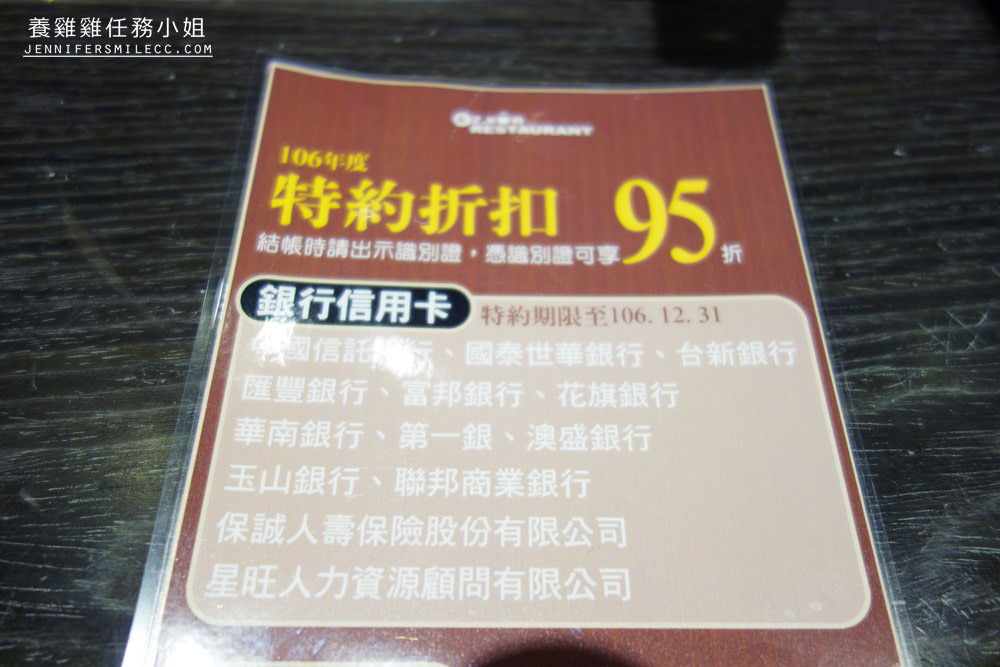 養雞雞任務小姐
JENNIFERSMILECC.COM
RESTAURANT
106年度
特約折扣 95折
結帳時請出示識別證，憑識別證可享
銀行信用卡 特約期限至106.12.31
國信託 行、國泰世華銀行、台新銀行
匯豐銀行、富邦銀行、花旗銀行
華南銀行、第一銀、澳盛銀行
玉山銀行、聯邦商業銀行
保誠人壽保險股份有限公司
星旺人力資源顧問有限公司